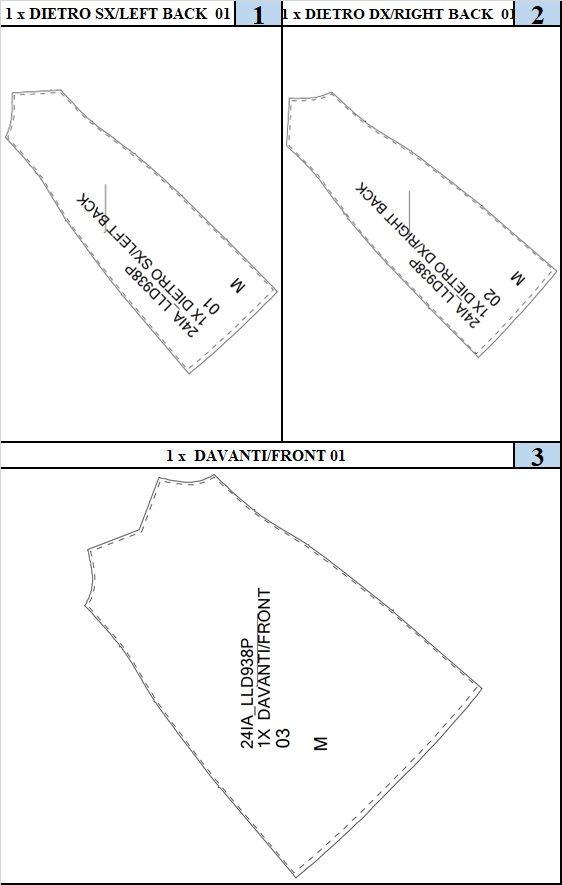 1 x DIETRO SX/LEFT BACK 01
1
1 x DIETRO DX/RIGHT BACK 01
2
24IA_LLD938P
1X DIETRO SX/LEFT BACK
01
M
24IA_LLD938P
1X DIETRO DX/RIGHT BACK
02
M
1 x DAVANTI/FRONT 01
3
24IA_LLD938P
1X DAVANTI/FRONT
03
M